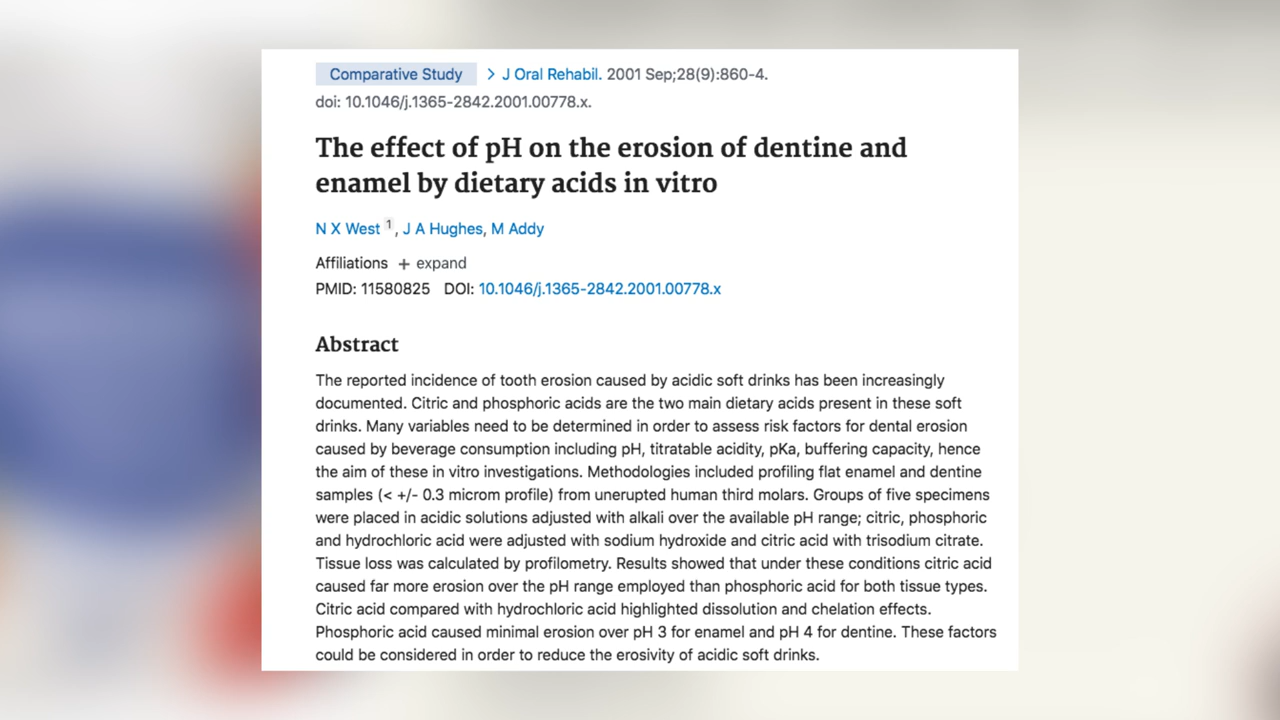 Comparative Study > J Oral Rehabil. 2001 Sep;28(9):860-4.
doi: 10.1046/j.1365-2842.2001.00778.x.
The effect of pH on the erosion of dentine and
enamel by dietary acids in vitro
N X West 1, J A Hughes, M Addy
Affiliations + expand
PMID: 11580825 DOI: 10.1046/j.1365-2842.2001.00778.x
Abstract
The reported incidence of tooth erosion caused by acidic soft drinks has been increasingly
documented. Citric and phosphoric acids are the two main dietary acids present in these soft
drinks. Many variables need to be determined in order to assess risk factors for dental erosion
caused by beverage consumption including pH, titratable acidity, pKa, buffering capacity, hence
the aim of these in vitro investigations. Methodologies included profiling flat enamel and dentine
samples (< +/- 0.3 microm profile) from unerupted human third molars. Groups of five specimens
were placed in acidic solutions adjusted with alkali over the available pH range; citric, phosphoric
and hydrochloric acid were adjusted with sodium hydroxide and citric acid with trisodium citrate.
Tissue loss was calculated by profilometry. Results showed that under these conditions citric acid
caused far more erosion over the pH range employed than phosphoric acid for both tissue types.
Citric acid compared with hydrochloric acid highlighted dissolution and chelation effects.
Phosphoric acid caused minimal erosion over pH 3 for enamel and pH 4 for dentine. These factors
could be considered in order to reduce the erosivity of acidic soft drinks.